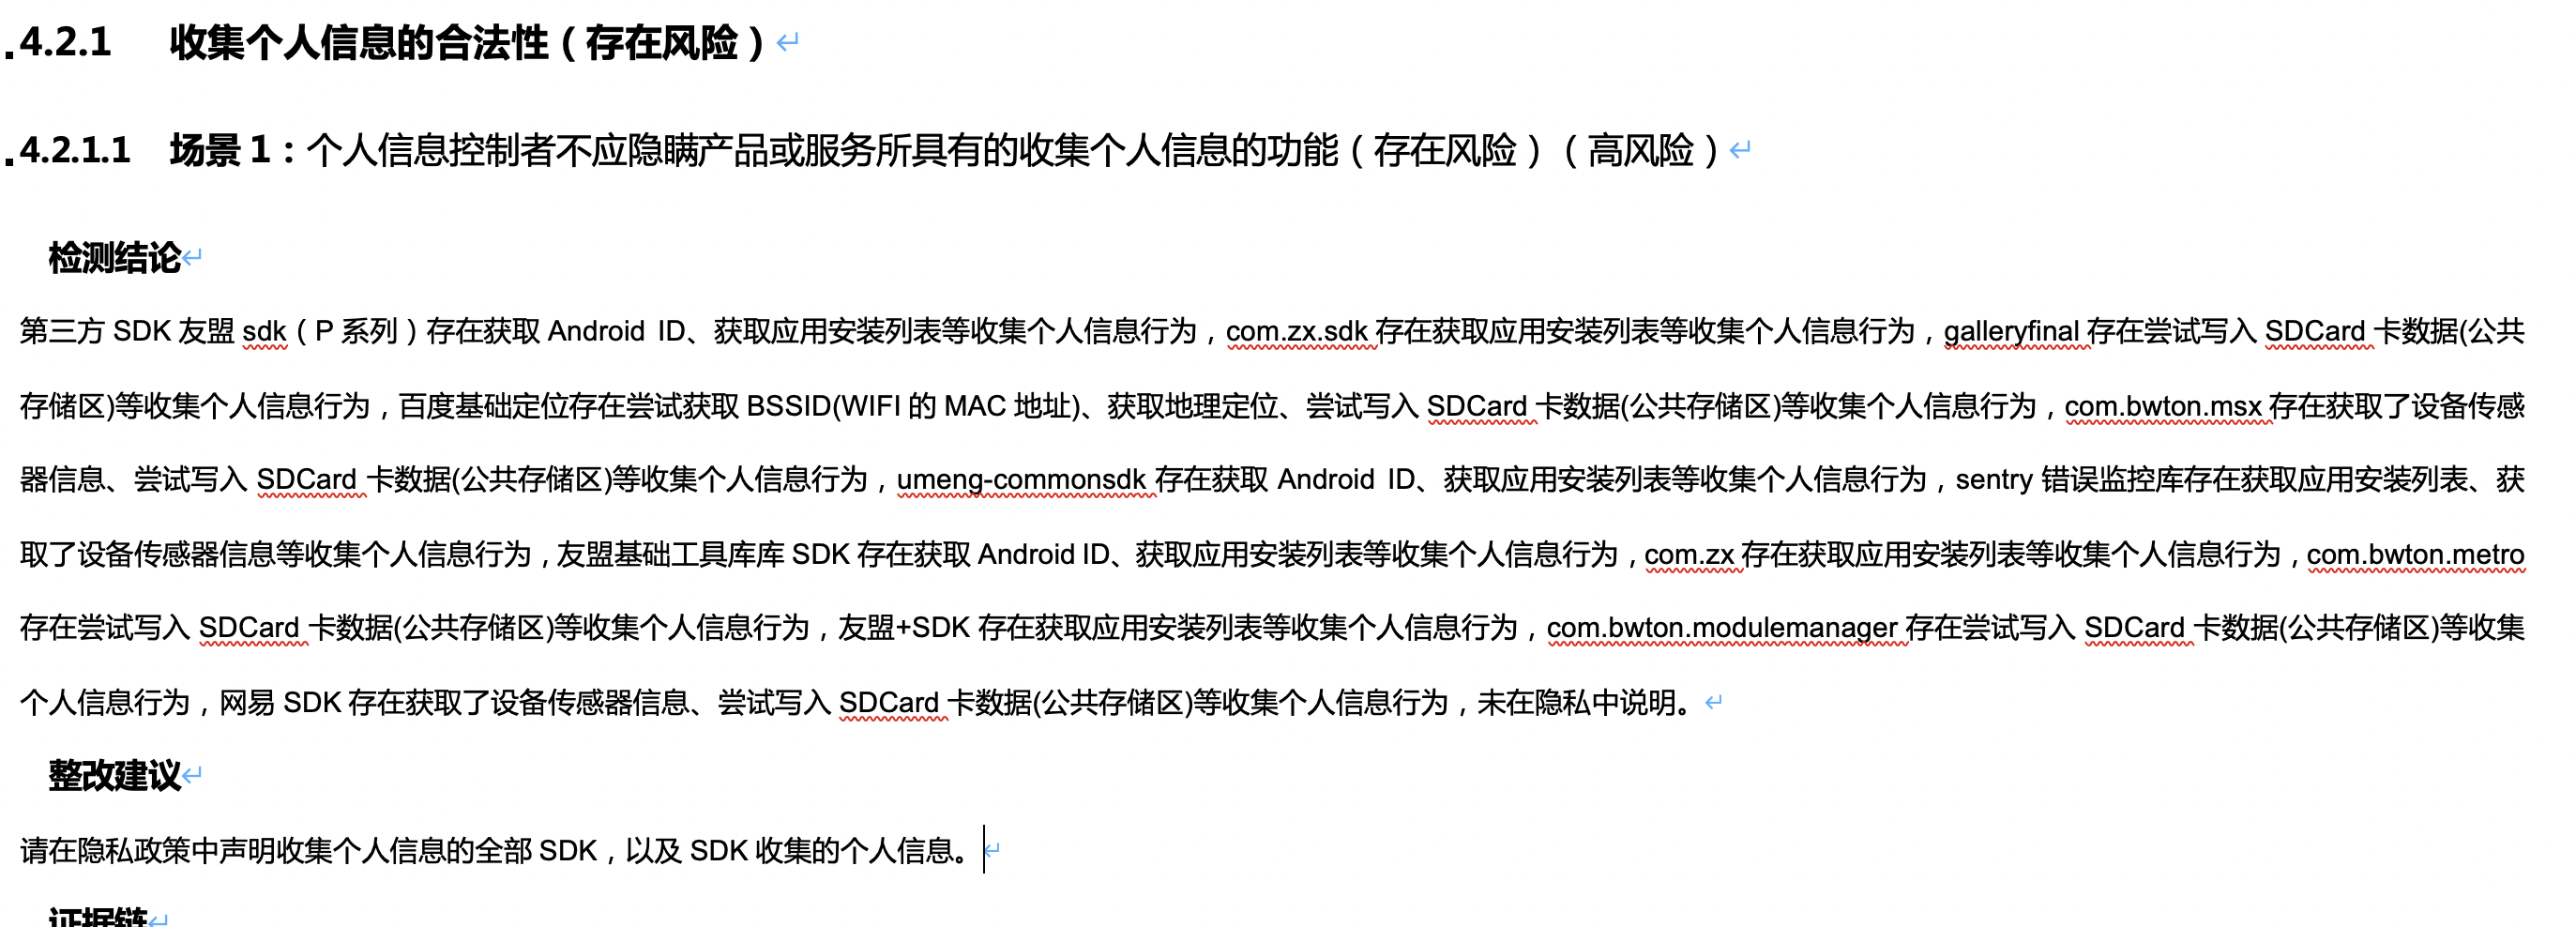 4.2.1 收集个人信息的合法性（存在风险）
4.2.1.1 场景 1：个人信息控制者不应隐瞒产品或服务所具有的收集个人信息的功能（存在风险）（高风险）
检测结论
第三方 SDK 友盟 sdk（P 系列）存在获取 Android ID、获取应用安装列表等收集个人信息行为，com.zx.sdk 存在获取应用安装列表等收集个人信息行为，galleryfinal 存在尝试写入 SDCard 卡数据(公共
存储区)等收集个人信息行为，百度基础定位存在尝试获取 BSSID(WIFI 的 MAC 地址)、获取地理定位、尝试写入 SDCard 卡数据(公共存储区)等收集个人信息行为，com.bwton.msx 存在获取了设备传感
器信息、尝试写入 SDCard 卡数据(公共存储区)等收集个人信息行为，umeng-commonsdk 存在获取 Android ID、获取应用安装列表等收集个人信息行为，sentry 错误监控库存在获取应用安装列表、获
取了设备传感器信息等收集个人信息行为，友盟基础工具库库 SDK 存在获取 Android ID、获取应用安装列表等收集个人信息行为，com.zx 存在获取应用安装列表等收集个人信息行为，com.bwton.metro
存在尝试写入 SDCard 卡数据(公共存储区)等收集个人信息行为，友盟+SDK 存在获取应用安装列表等收集个人信息行为，com.bwton.modulemanager 存在尝试写入 SDCard 卡数据(公共存储区)等收集
个人信息行为，网易 SDK 存在获取了设备传感器信息、尝试写入 SDCard 卡数据(公共存储区)等收集个人信息行为，未在隐私中说明。
整改建议
请在隐私政策中声明收集个人信息的全部 SDK，以及 SDK 收集的个人信息。
证据链